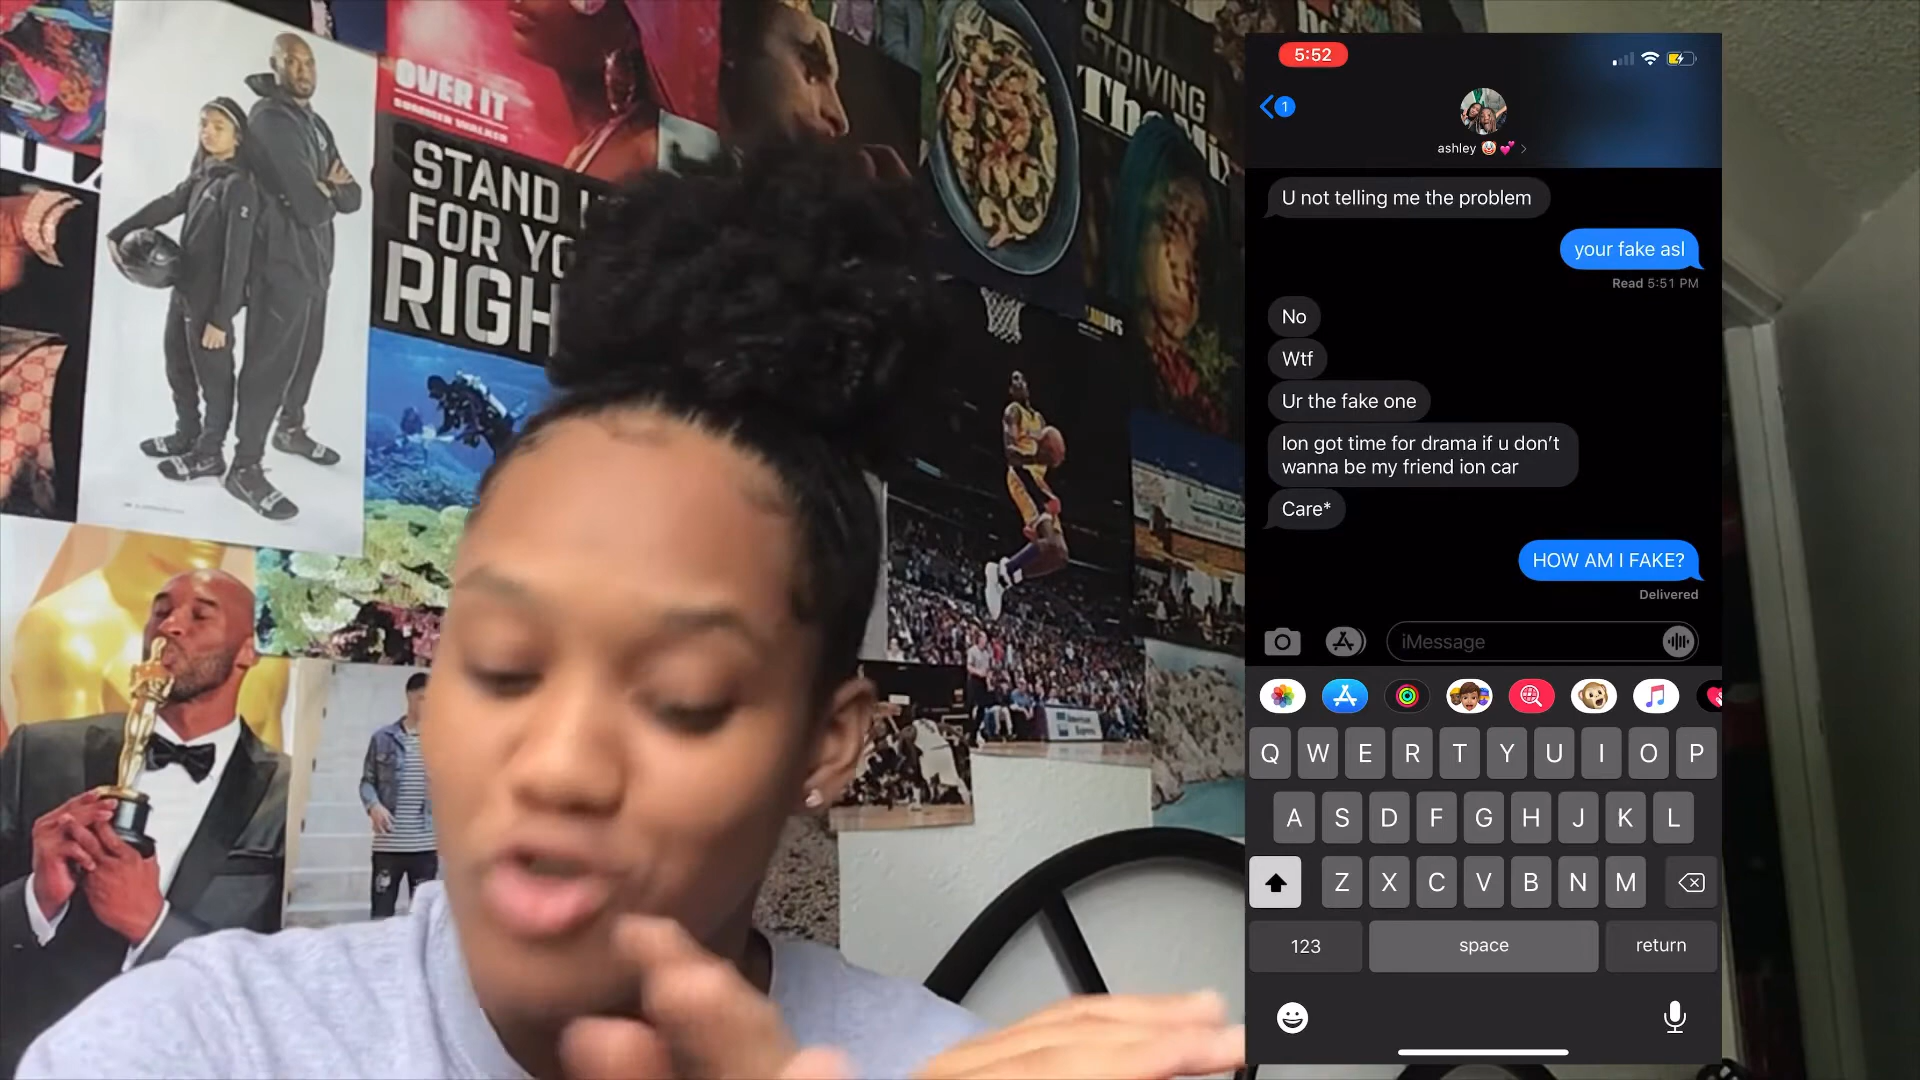 OVER IT
SUMMER WALKER
STAND
FOR YO
RIGH
STRIVING
5:52
1
ashley 🤡💕
U not telling me the problem
your fake asl
Read 5:51 PM
No
Wtf
Ur the fake one
Ion got time for drama if u don't
wanna be my friend ion car
Care*
HOW AM I FAKE?
Delivered
iMessage
Q W E R T Y U I O P
A S D F G H J K L
Z X C V B N M
123
space
return